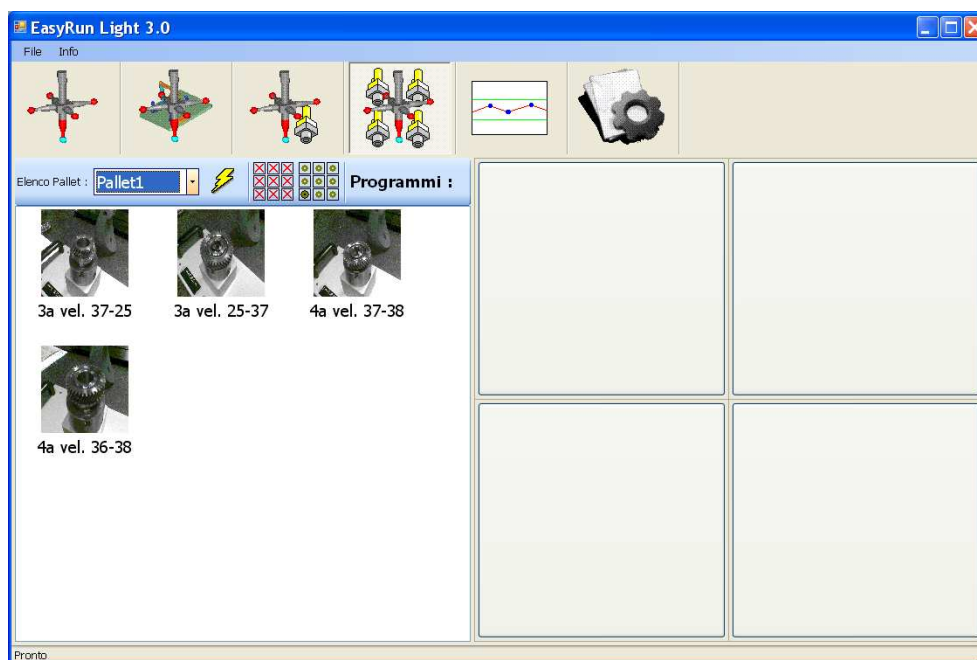 EasyRun Light 3.0
File Info
Elenco Pallet : Pallet1 Programmi :
3a vel. 37-25 3a vel. 25-37 4a vel. 37-38
4a vel. 36-38
Pronto